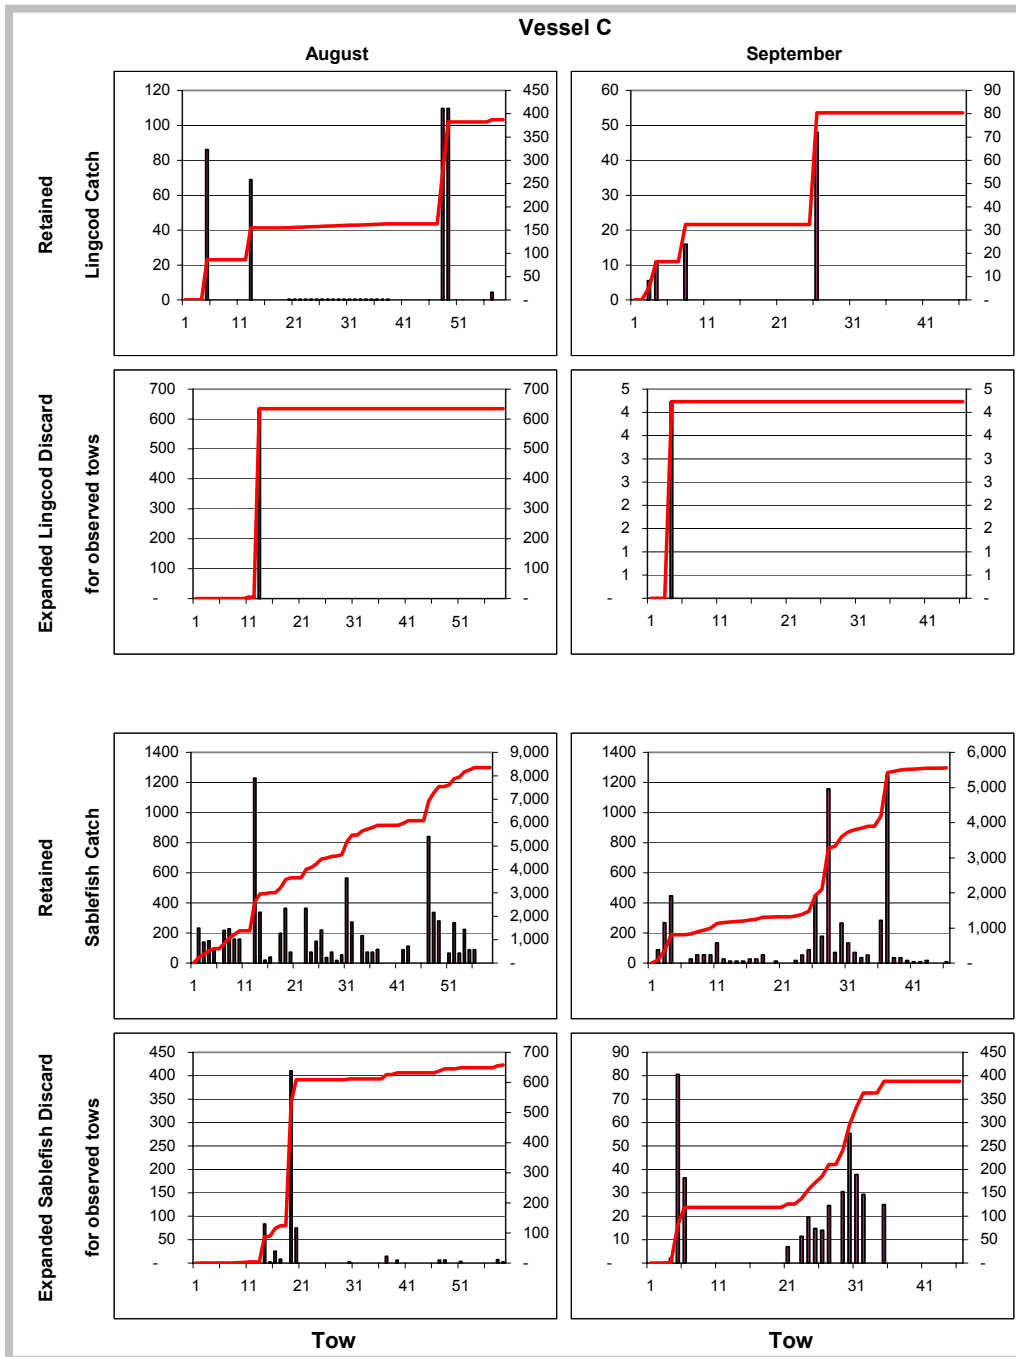 Vessel C
August September
Retained
Lingcod Catch
120 100 80 60 40 20 0
450 400 350 300 250 200 150 100 50 -
1 11 21 31 41 51
60 50 40 30 20 10 0
90 80 70 60 50 40 30 20 10 -
1 11 21 31 41
Expanded Lingcod Discard
for observed tows
700 600 500 400 300 200 100 -
700 600 500 400 300 200 100 -
1 11 21 31 41 51
5 4 4 3 3 2 2 1 1 -
5 4 4 3 3 2 2 1 1 -
1 11 21 31 41
Retained
Sablefish Catch
1400 1200 1000 800 600 400 200 0
9,000 8,000 7,000 6,000 5,000 4,000 3,000 2,000 1,000 -
1 11 21 31 41 51
1400 1200 1000 800 600 400 200 0
6,000 5,000 4,000 3,000 2,000 1,000 -
1 11 21 31 41
Expanded Sablefish Discard
for observed tows
450 400 350 300 250 200 150 100 50 -
700 600 500 400 300 200 100 -
1 11 21 31 41 51
90 80 70 60 50 40 30 20 10 -
450 400 350 300 250 200 150 100 50 -
1 11 21 31 41
Tow Tow